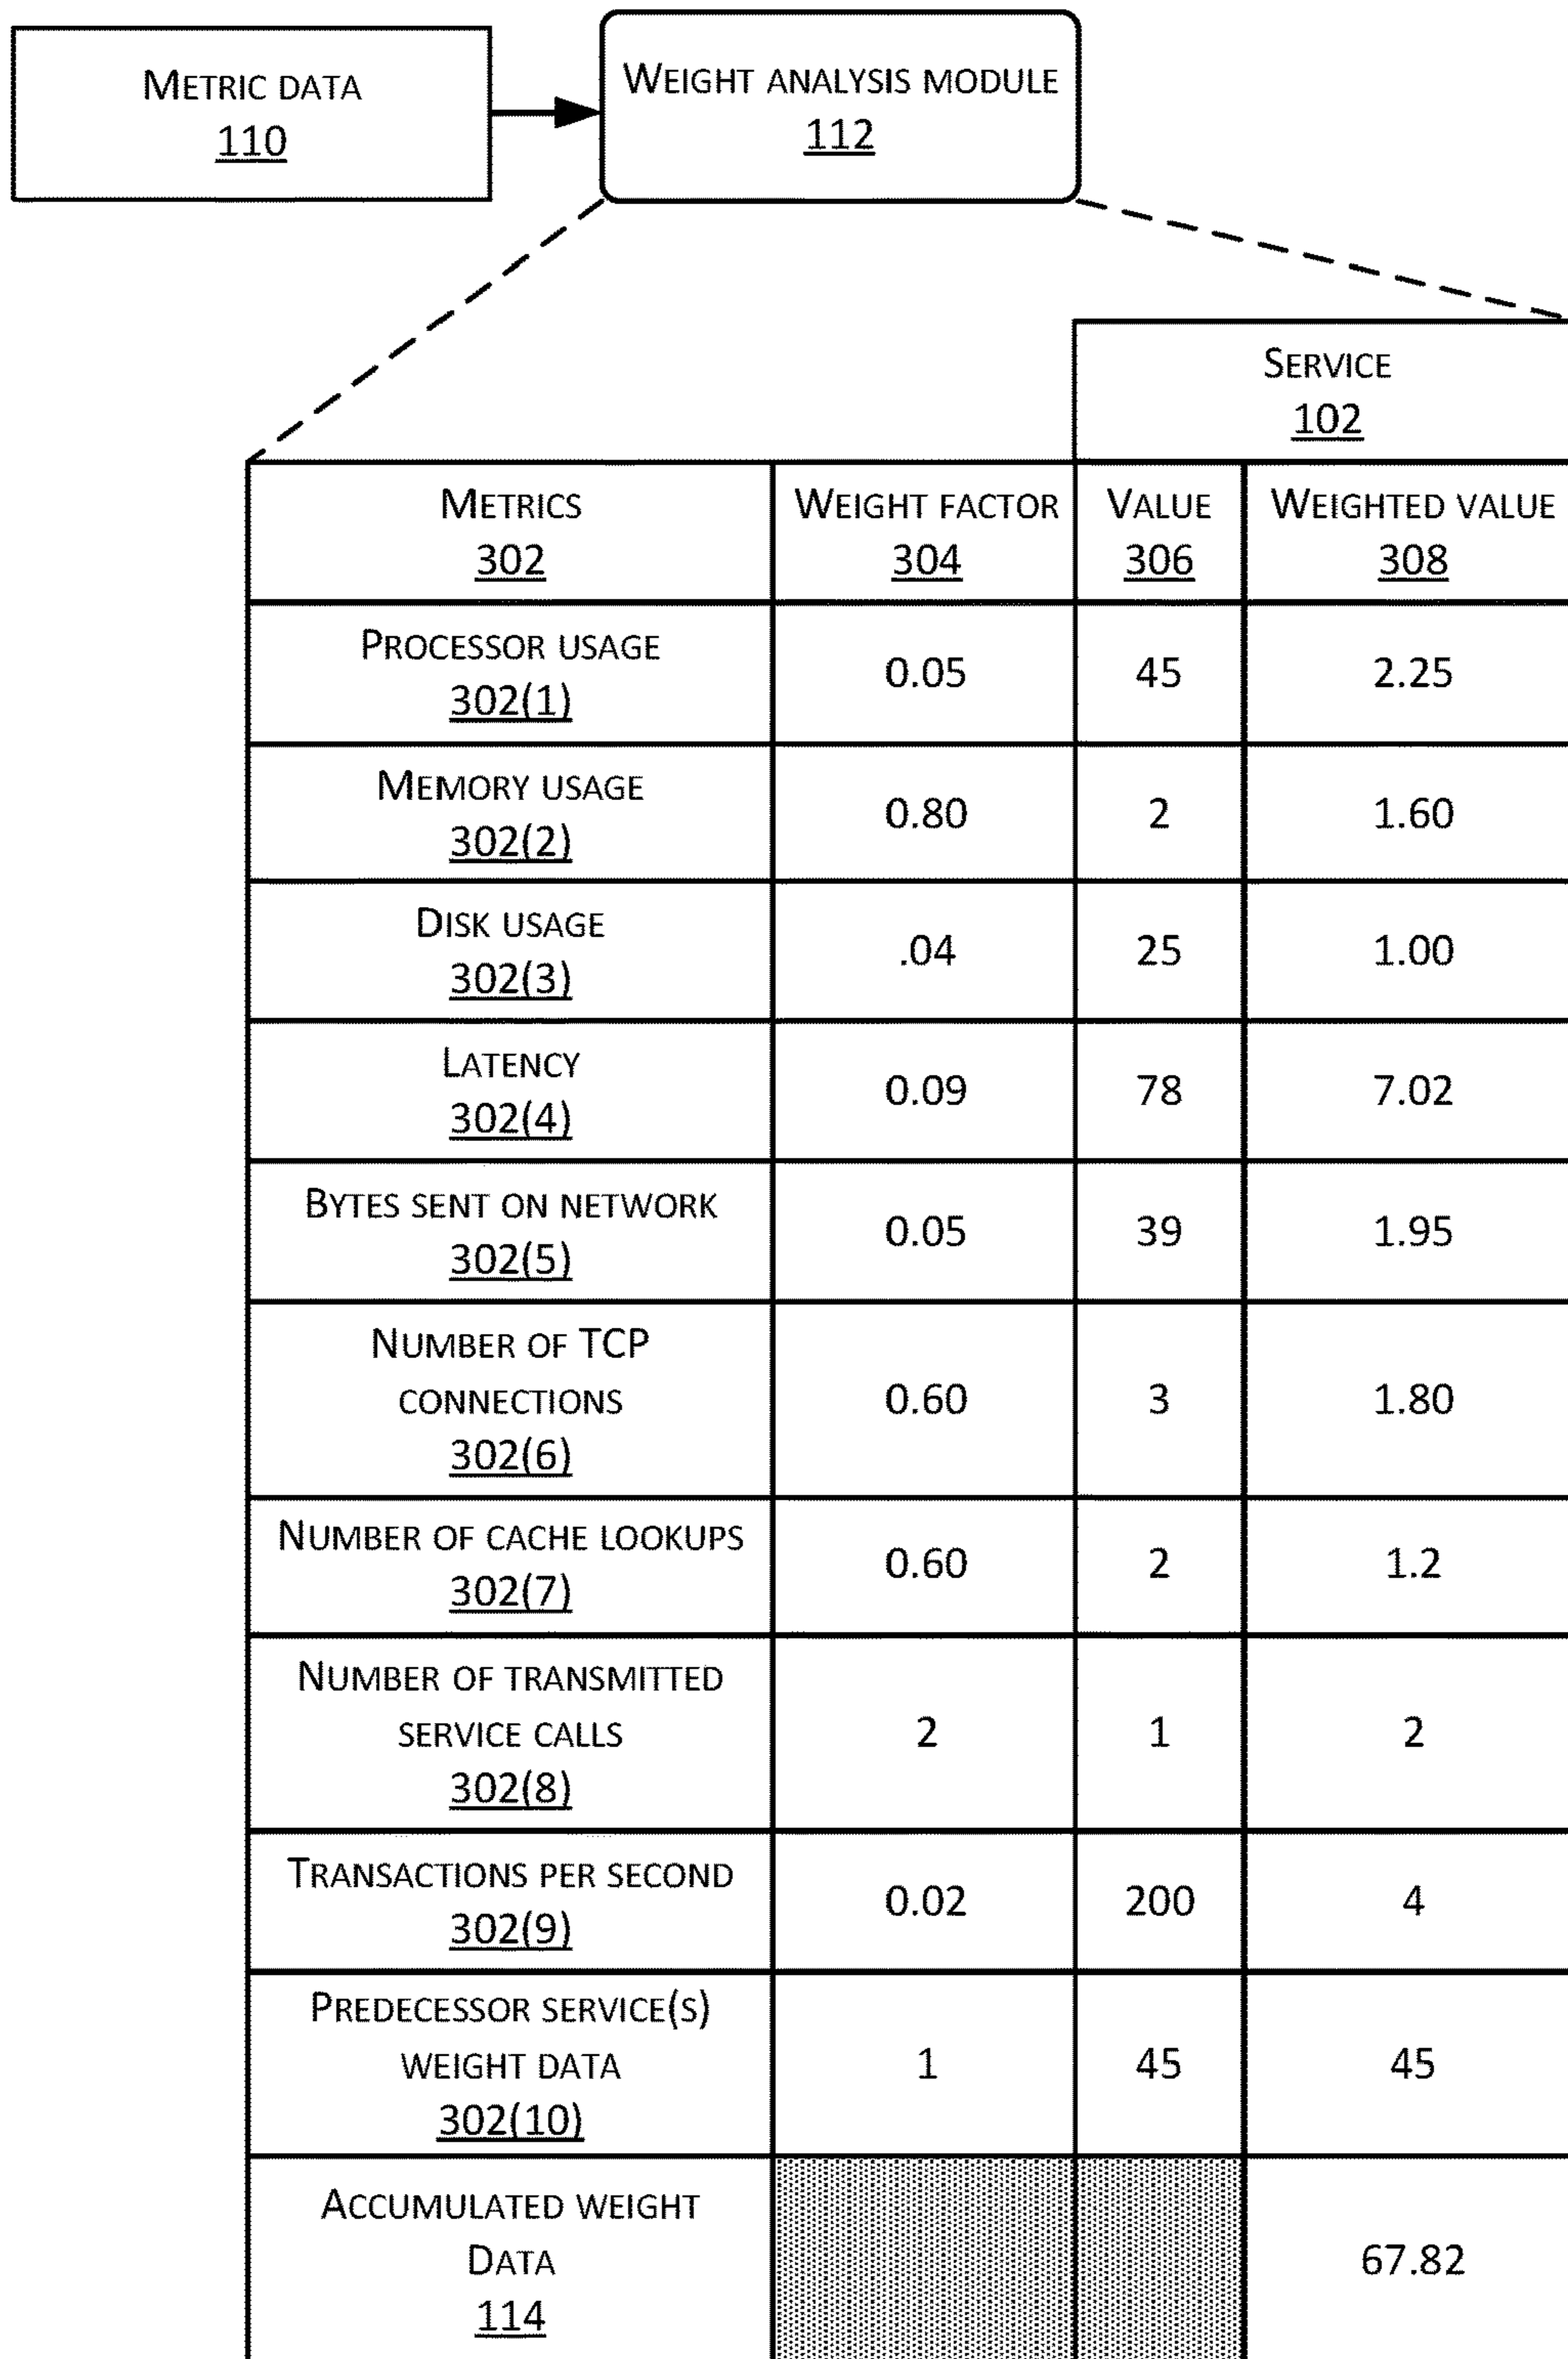 METRIC DATA
110
WEIGHT ANALYSIS MODULE
112
SERVICE
102
METRICS
302
WEIGHT FACTOR
304
VALUE
306
WEIGHTED VALUE
308
PROCESSOR USAGE
302(1)
0.05
45
2.25
MEMORY USAGE
302(2)
0.80
2
1.60
DISK USAGE
302(3)
.04
25
1.00
LATENCY
302(4)
0.09
78
7.02
BYTES SENT ON NETWORK
302(5)
0.05
39
1.95
NUMBER OF TCP
CONNECTIONS
302(6)
0.60
3
1.80
NUMBER OF CACHE LOOKUPS
302(7)
0.60
2
1.2
NUMBER OF TRANSMITTED
SERVICE CALLS
302(8)
2
1
2
TRANSACTIONS PER SECOND
302(9)
0.02
200
4
PREDECESSOR SERVICE(S)
WEIGHT DATA
302(10)
1
45
45
ACCUMULATED WEIGHT
DATA
114
67.82